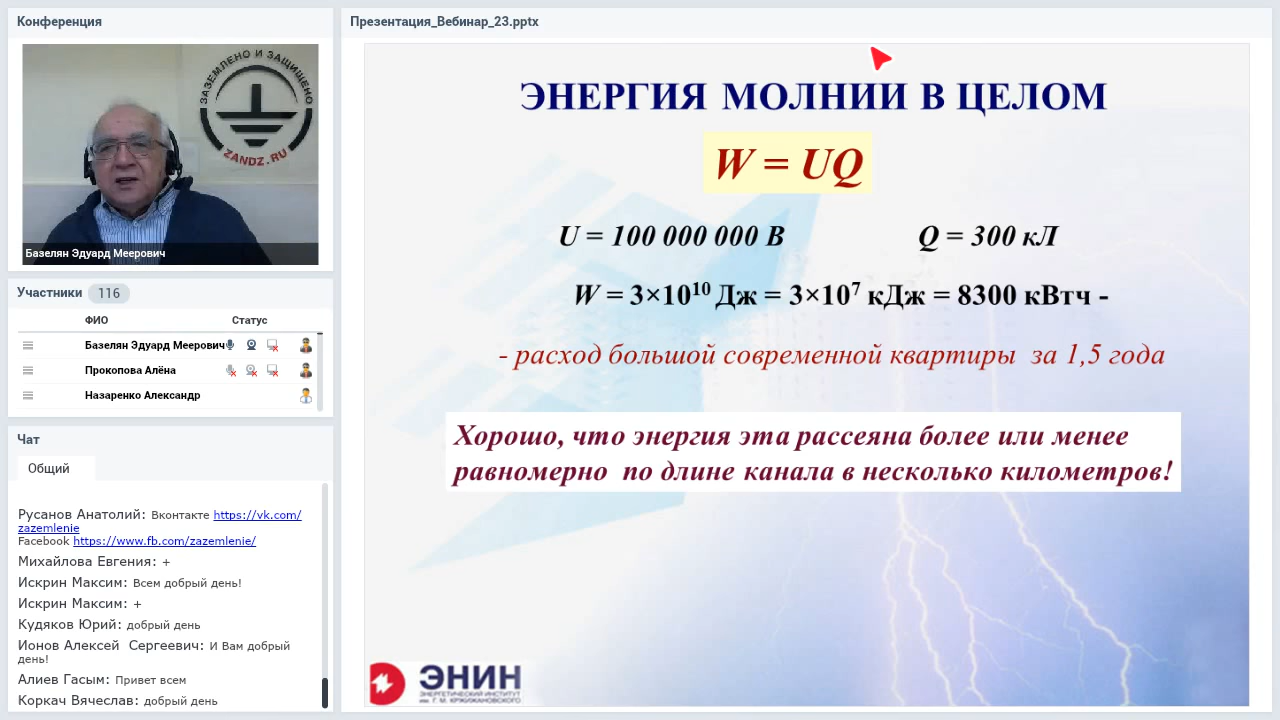 Конференция
ЗАЗЕМЛЕНО И ЗАЩИЩЕНО
ZANDZ.RU
Базелян Эдуард Меерович
Участники 116
ФИО Статус
Базелян Эдуард Меерович
Прокопова Алёна
Назаренко Александр
Чат
Общий
Русанов Анатолий: Вконтакте https://vk.com/
zazemlenie
Facebook https://www.fb.com/zazemlenie/
Михайлова Евгения: +
Искрин Максим: Всем добрый день!
Искрин Максим: +
Кудяков Юрий: добрый день
Ионов Алексей Сергеевич: И Вам добрый
день!
Алиев Гасым: Привет всем
Коркач Вячеслав: добрый день
Презентация_Вебинар_23.pptx
ЭНЕРГИЯ МОЛНИИ В ЦЕЛОМ
W = UQ
U = 100 000 000 В Q = 300 кЛ
W = 3×10¹⁰ Дж = 3×10⁷ кДж = 8300 кВтч -
- расход большой современной квартиры за 1,5 года
Хорошо, что энергия эта рассеяна более или менее
равномерно по длине канала в несколько километров!
ЭНИН
ЭНЕРГЕТИЧЕСКИЙ ИНСТИТУТ
им. Г. М. КРЖИЖАНОВСКОГО